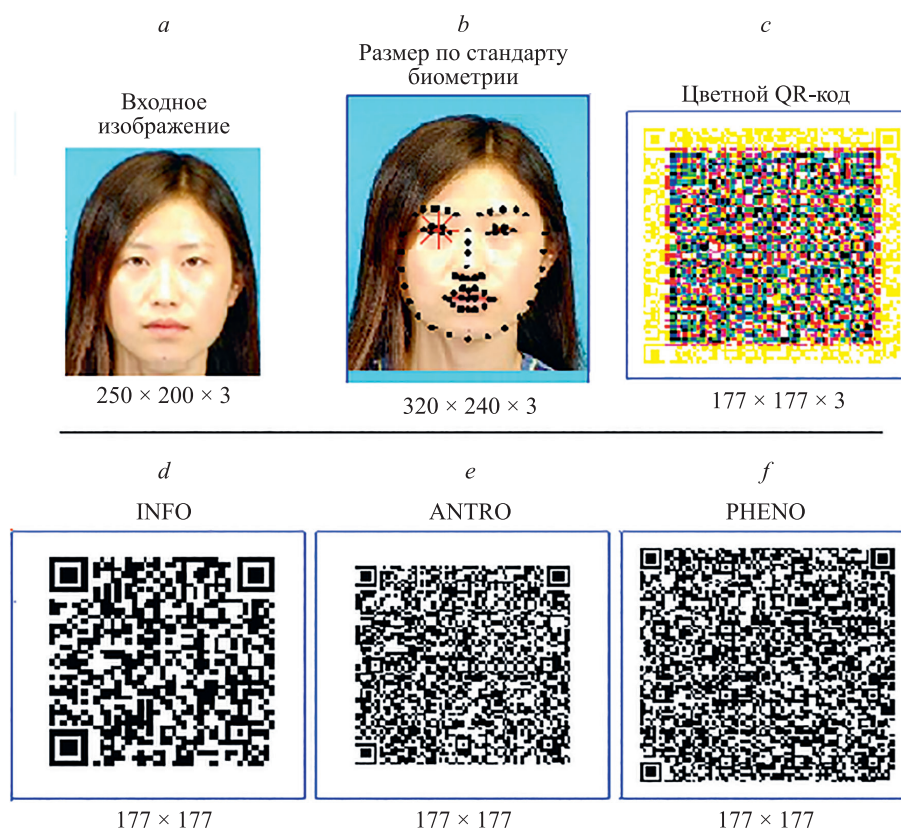 a
b
c
Входное
изображение
Размер по стандарту
биометрии
Цветной QR-код
250 × 200 × 3
320 × 240 × 3
177 × 177 × 3
d
e
f
INFO
ANTRO
PHENO
177 × 177
177 × 177
177 × 177